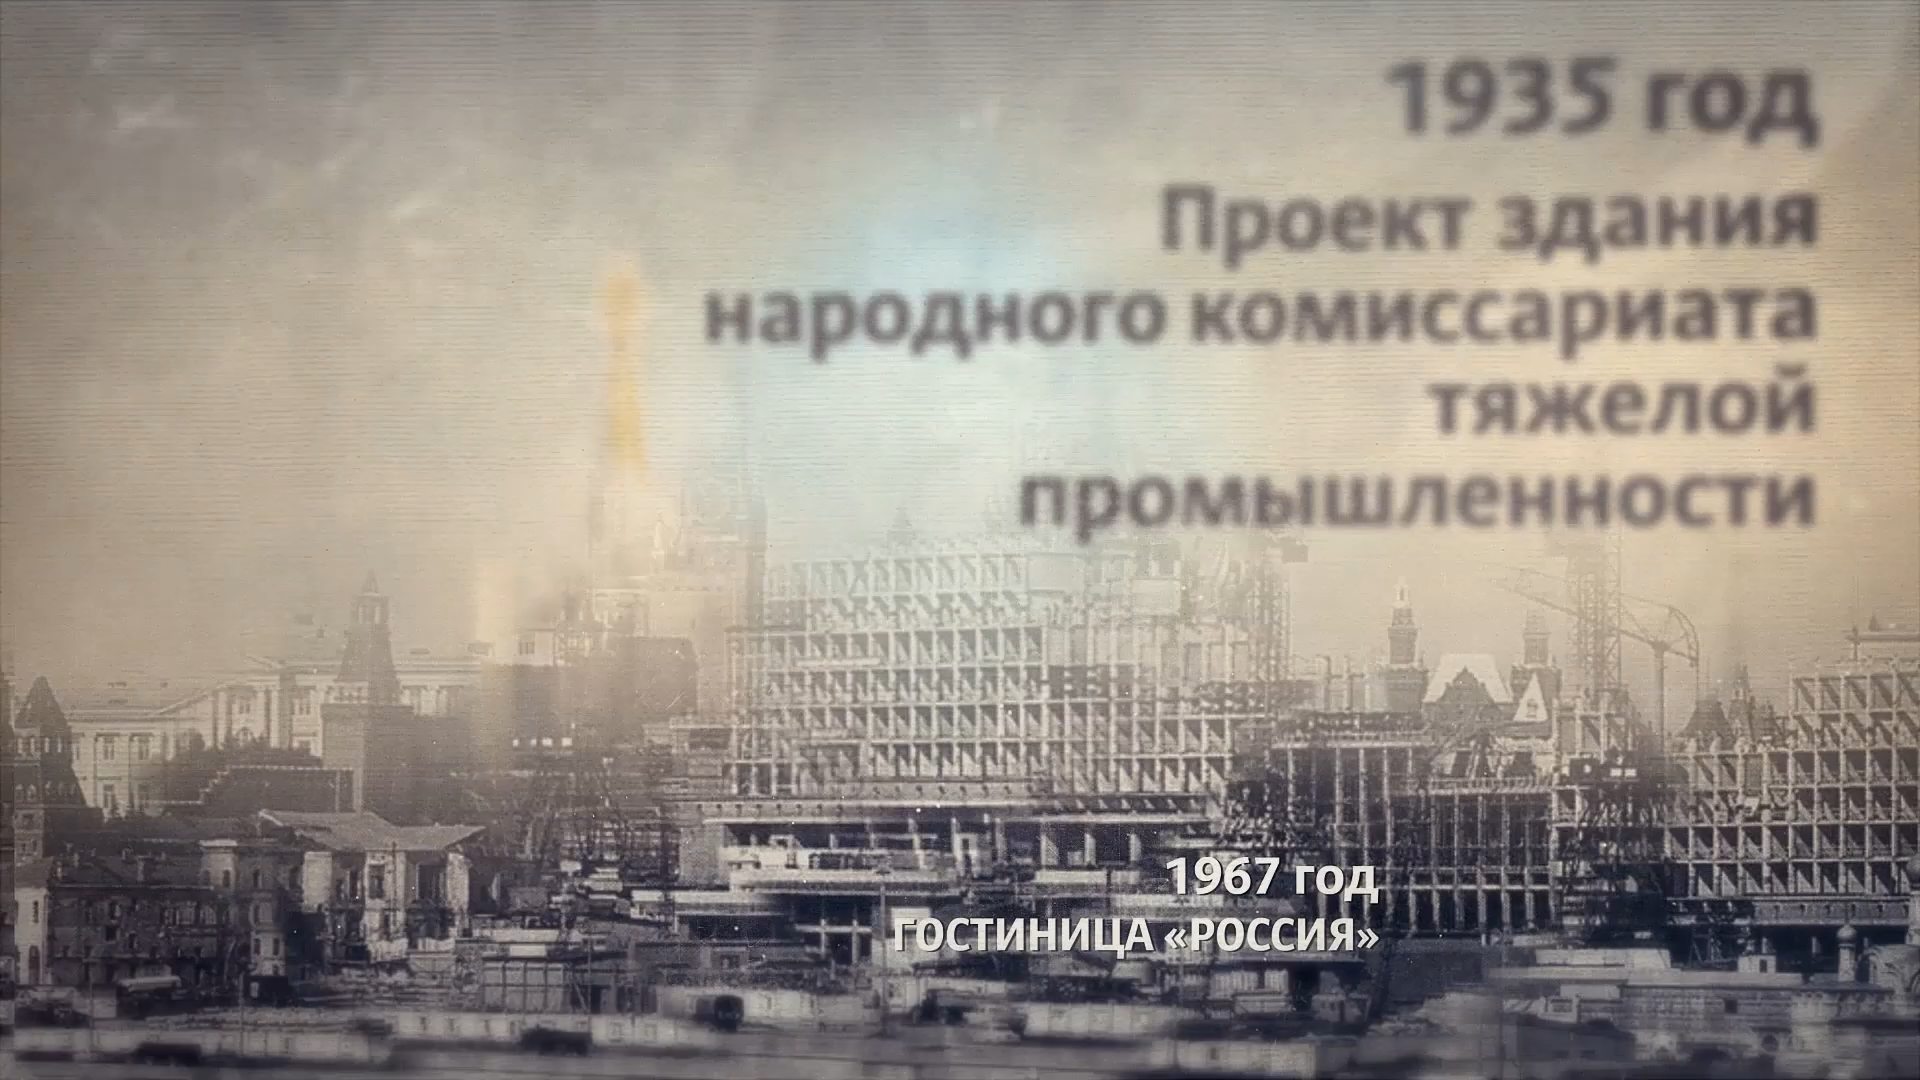 1935 год
Проект здания
народного комиссариата
тяжелой
промышленности
1967 год
ГОСТИНИЦА «РОССИЯ»